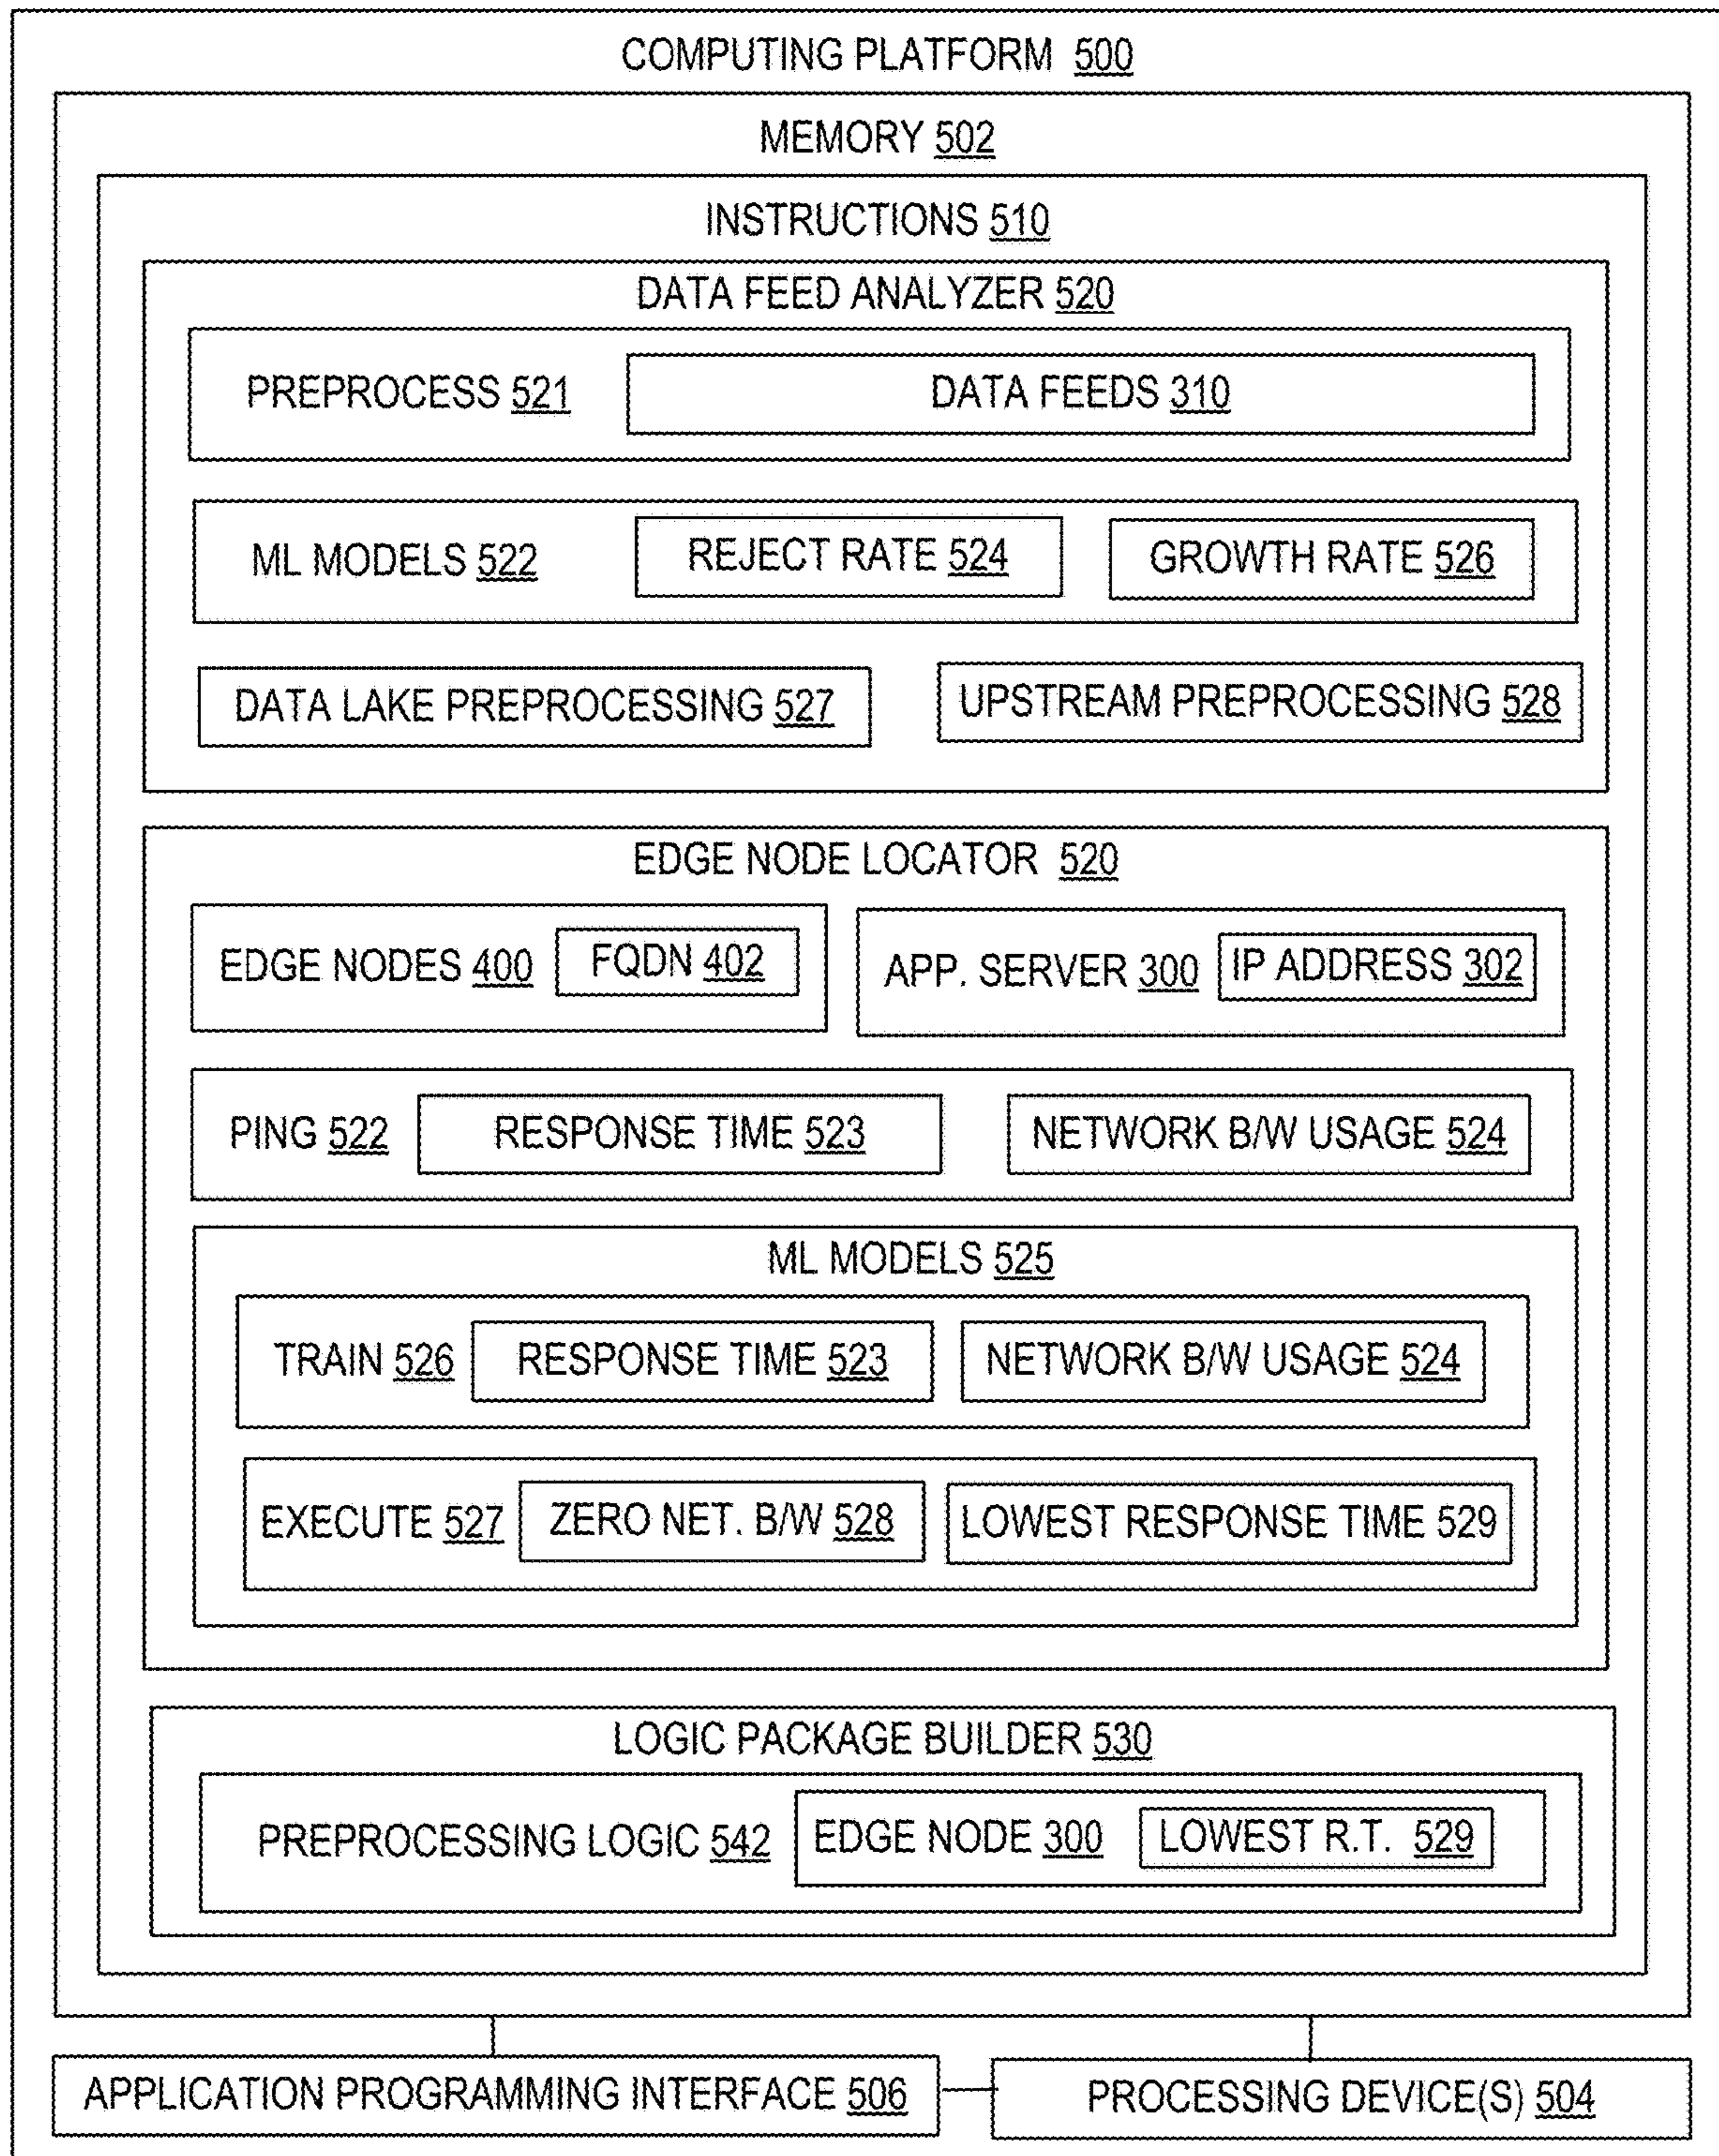 COMPUTING PLATFORM 500
MEMORY 502
INSTRUCTIONS 510
DATA FEED ANALYZER 520
PREPROCESS 521
DATA FEEDS 310
ML MODELS 522
REJECT RATE 524
GROWTH RATE 526
DATA LAKE PREPROCESSING 527
UPSTREAM PREPROCESSING 528
EDGE NODE LOCATOR 520
EDGE NODES 400
FQDN 402
APP. SERVER 300
IP ADDRESS 302
PING 522
RESPONSE TIME 523
NETWORK B/W USAGE 524
ML MODELS 525
TRAIN 526
RESPONSE TIME 523
NETWORK B/W USAGE 524
EXECUTE 527
ZERO NET. B/W 528
LOWEST RESPONSE TIME 529
LOGIC PACKAGE BUILDER 530
PREPROCESSING LOGIC 542
EDGE NODE 300
LOWEST R.T. 529
APPLICATION PROGRAMMING INTERFACE 506
PROCESSING DEVICE(S) 504